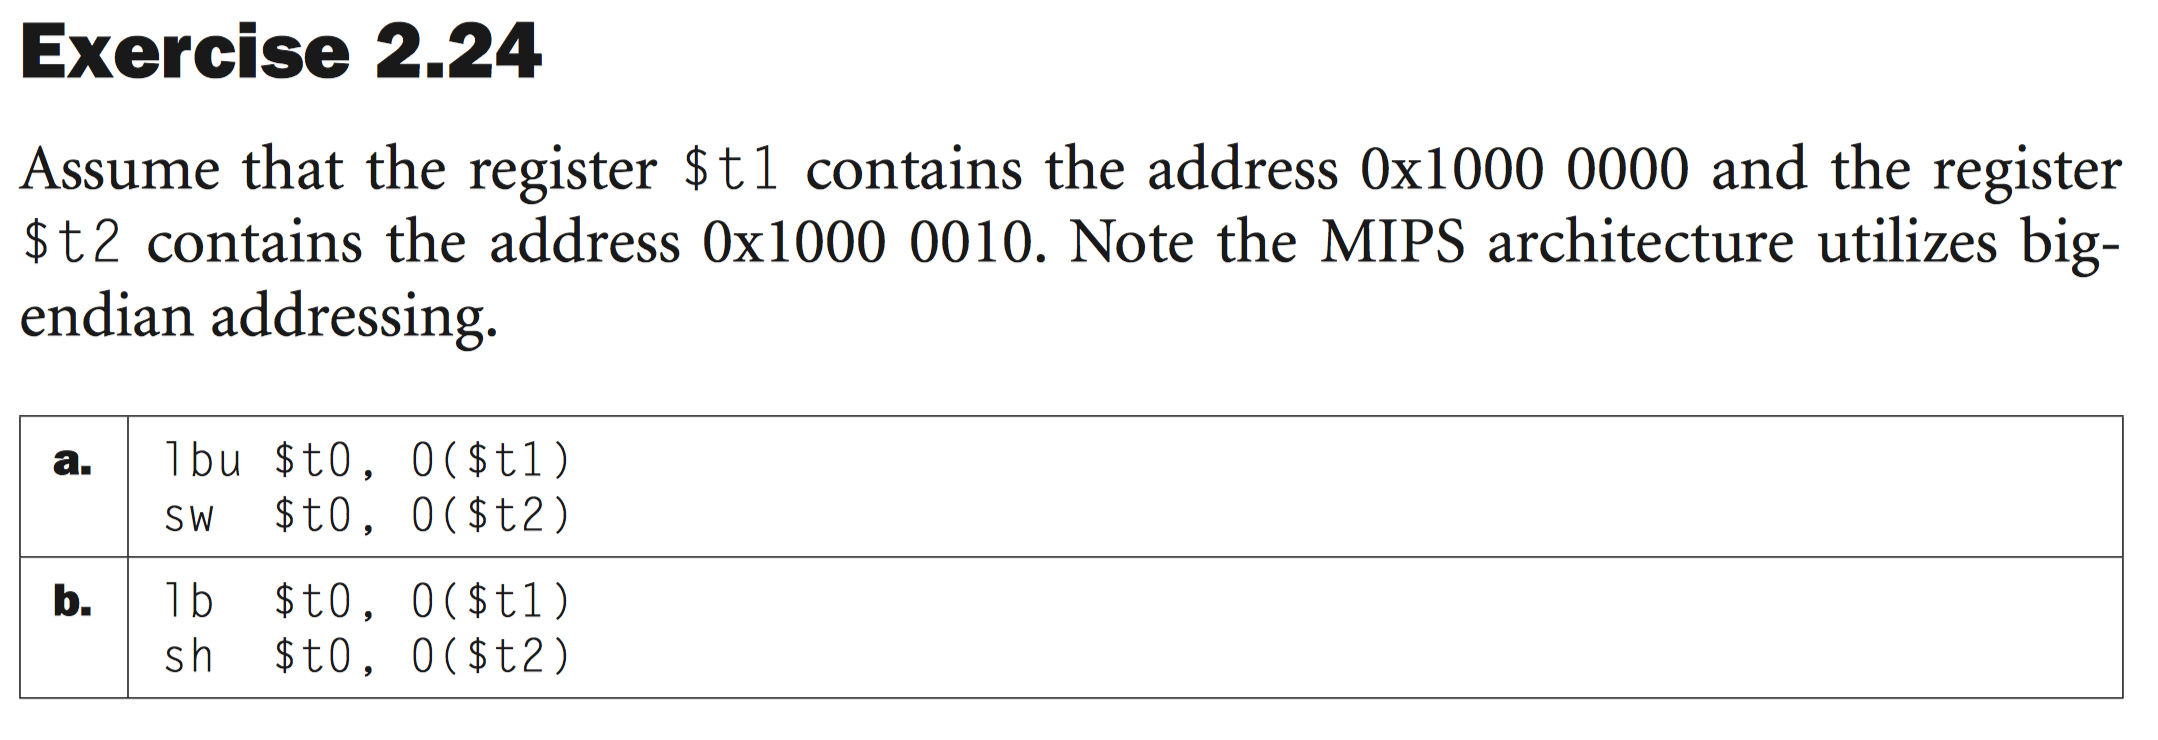 Exercise 2.24
Assume that the register $t1 contains the address 0x1000 0000 and the register
$t2 contains the address 0x1000 0010. Note the MIPS architecture utilizes big-
endian addressing.
a. lbu $t0, 0($t1)
sw $t0, 0($t2)
b. lb $t0, 0($t1)
sh $t0, 0($t2)